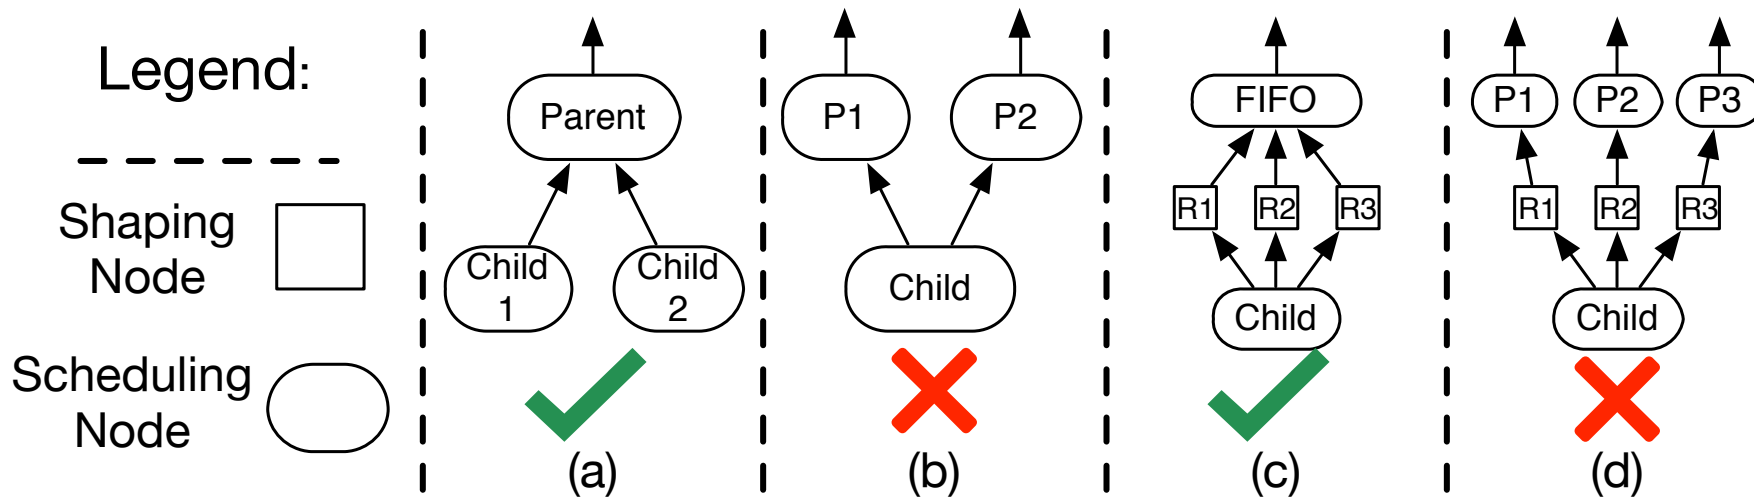 Legend:
Shaping
Node
Scheduling
Node
Parent
Child
1
Child
2
(a)
P1
P2
Child
(b)
FIFO
R1
R2
R3
Child
(c)
P1
P2
P3
R1
R2
R3
Child
(d)